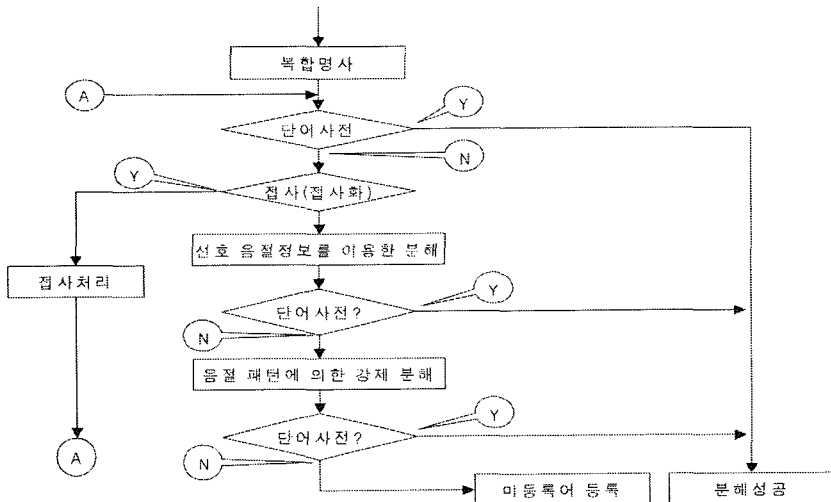 복합명사
A
Y
단어사전
N
Y
접사(접사화)
선호 음절정보를 이용한 분해
접사처리
Y
단어사전?
N
음절 패턴에 의한 강제 분해
Y
단어사전?
A
N
미등록어 등록
분해성공